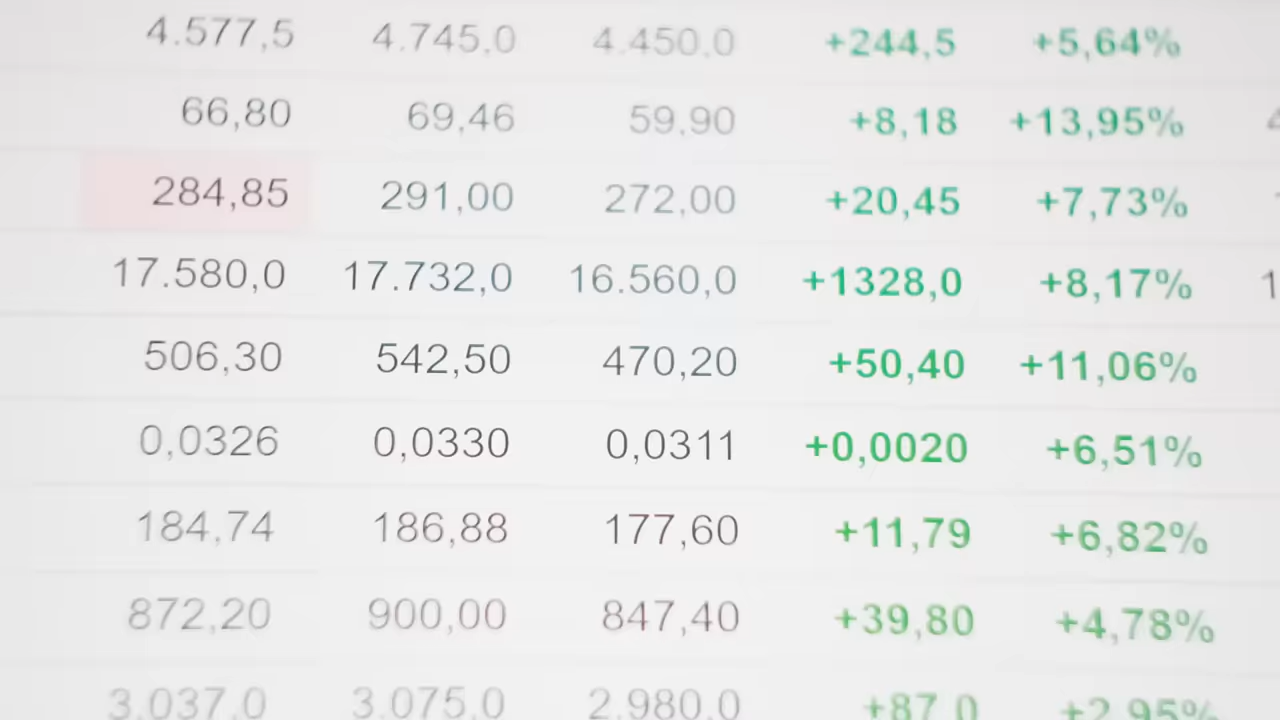 4.577,5 4.745,0 4.450,0 +244,5 +5,64%
66,80 69,46 59,90 +8,18 +13,95%
284,85 291,00 272,00 +20,45 +7,73%
17.580,0 17.732,0 16.560,0 +1328,0 +8,17%
506,30 542,50 470,20 +50,40 +11,06%
0,0326 0,0330 0,0311 +0,0020 +6,51%
184,74 186,88 177,60 +11,79 +6,82%
872,20 900,00 847,40 +39,80 +4,78%
3.037,0 3.075,0 2.980,0 +87,0 +2,95%